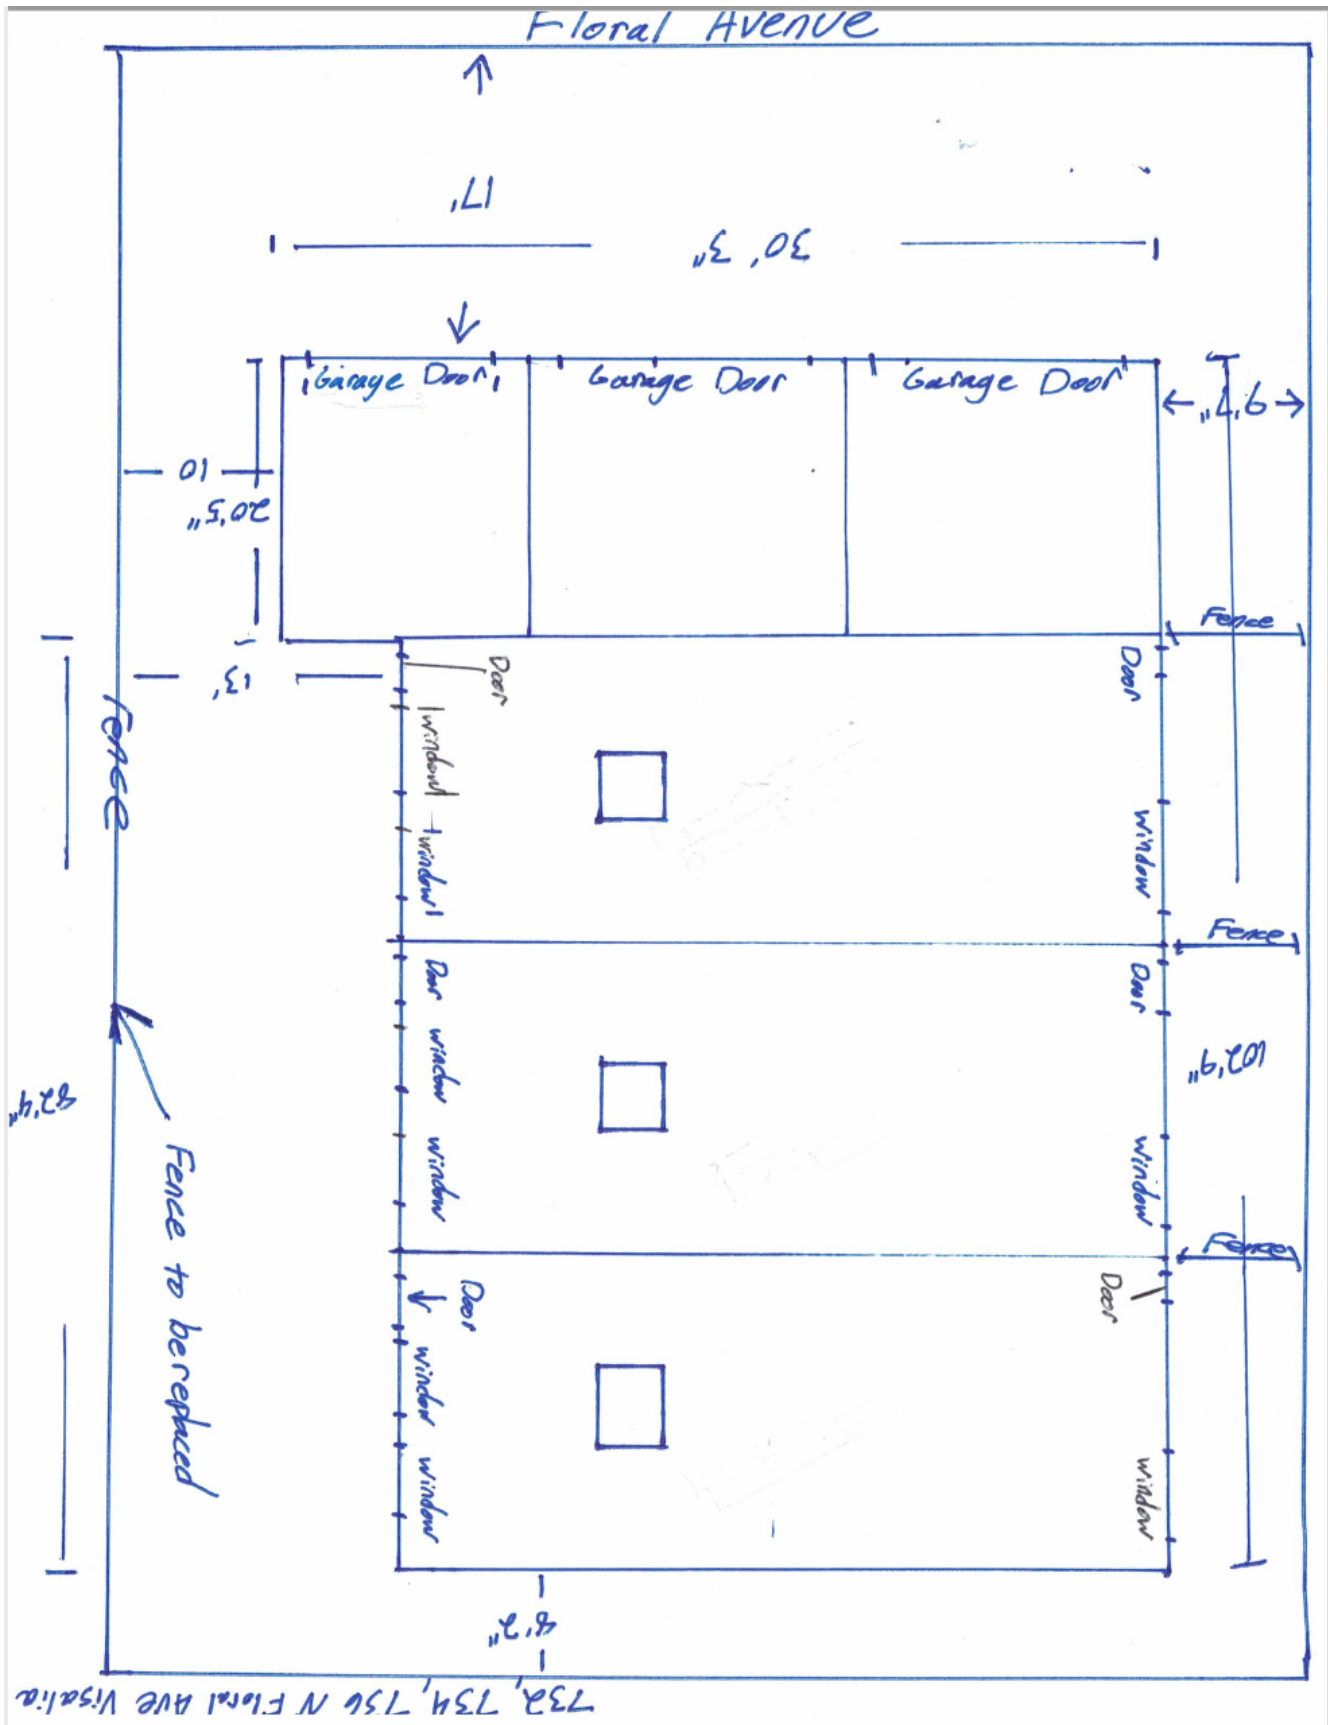 Floral Avenue
17'
30' 3"
Garage Door
Garage Door
Garage Door
9'7"
10
20'5"
Fence
13'
Door
Door
Fence
window
window
window
Fence
Door
Door
window
window
window
102'9"
82'4"
Fence to be replaced
Fence
Door
Door
window
window
window
8'2"
732, 734, 736 N Floral Ave Visalia